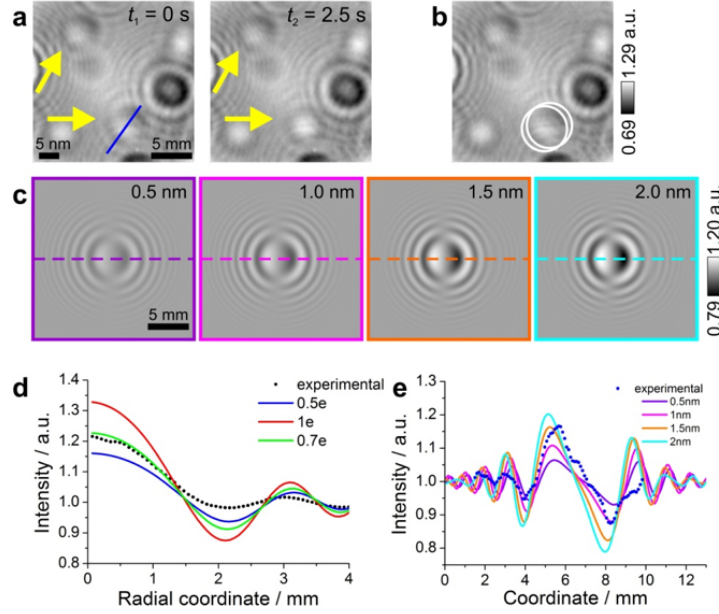 a
t₁ = 0 s
t₂ = 2.5 s
5 nm
5 mm
b
0.69 1.29 a.u.
c
0.5 nm
1.0 nm
1.5 nm
2.0 nm
5 mm
0.79 1.20 a.u.
d
Intensity / a.u.
1.4
1.3
1.2
1.1
1.0
0.9
0.8
experimental
0.5e
1e
0.7e
0
1
2
3
4
Radial coordinate / mm
e
Intensity / a.u.
1.3
1.2
1.1
1.0
0.9
0.8
experimental
0.5nm
1nm
1.5nm
2nm
0
2
4
6
8
10
12
Coordinate / mm